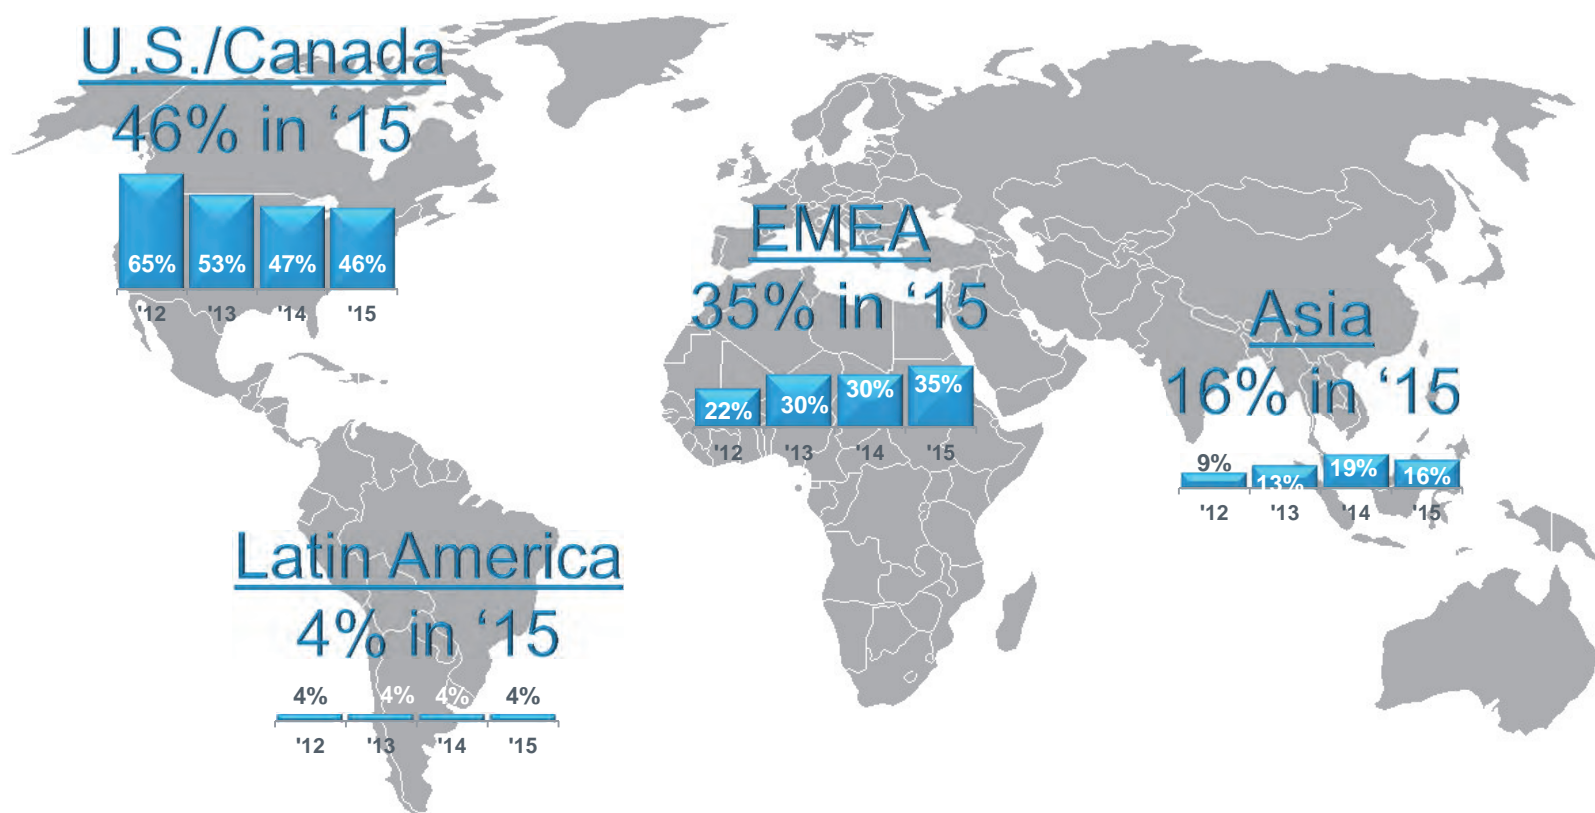 U.S./Canada
46% in ‘15
65% 53% 47% 46%
'12 '13 '14 '15
EMEA
35% in ‘15
22% 30% 30% 35%
'12 '13 '14 '15
Asia
16% in ‘15
9% 13% 19% 16%
'12 '13 '14 '15
Latin America
4% in ‘15
4% 4% 4% 4%
'12 '13 '14 '15